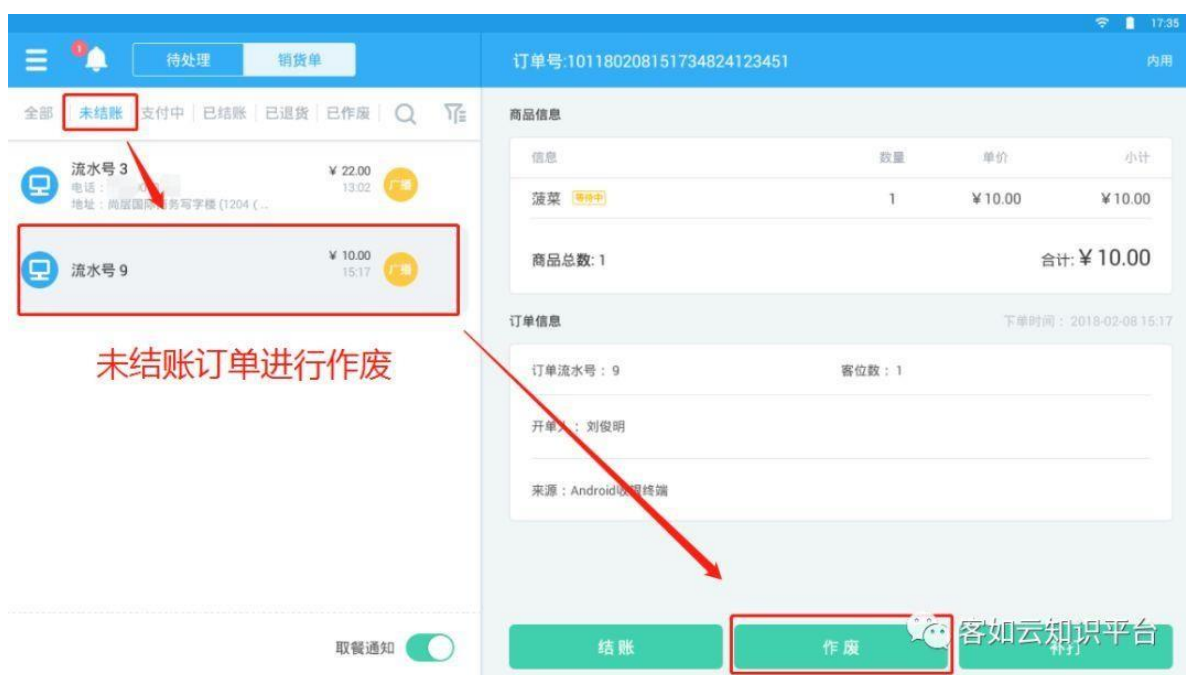 17:35
1
待处理
销货单
订单号:101180208151734824123451
内用
全部
未结账
支付中
已结账
已退货
已作废
商品信息
流水号 3
¥ 22.00
电话：
13:02
广播
地址：尚层国际商务写字楼 (1204 (...
信息
数量
单价
小计
菠菜
等待中
1
¥10.00
¥10.00
流水号 9
¥ 10.00
15:17
广播
商品总数: 1
合计: ¥ 10.00
订单信息
下单时间：2018-02-08 15:17
未结账订单进行作废
订单流水号：9
客位数：1
开单人：刘俊明
来源：Android收银终端
取餐通知
结账
作废
补打
客如云知识平台